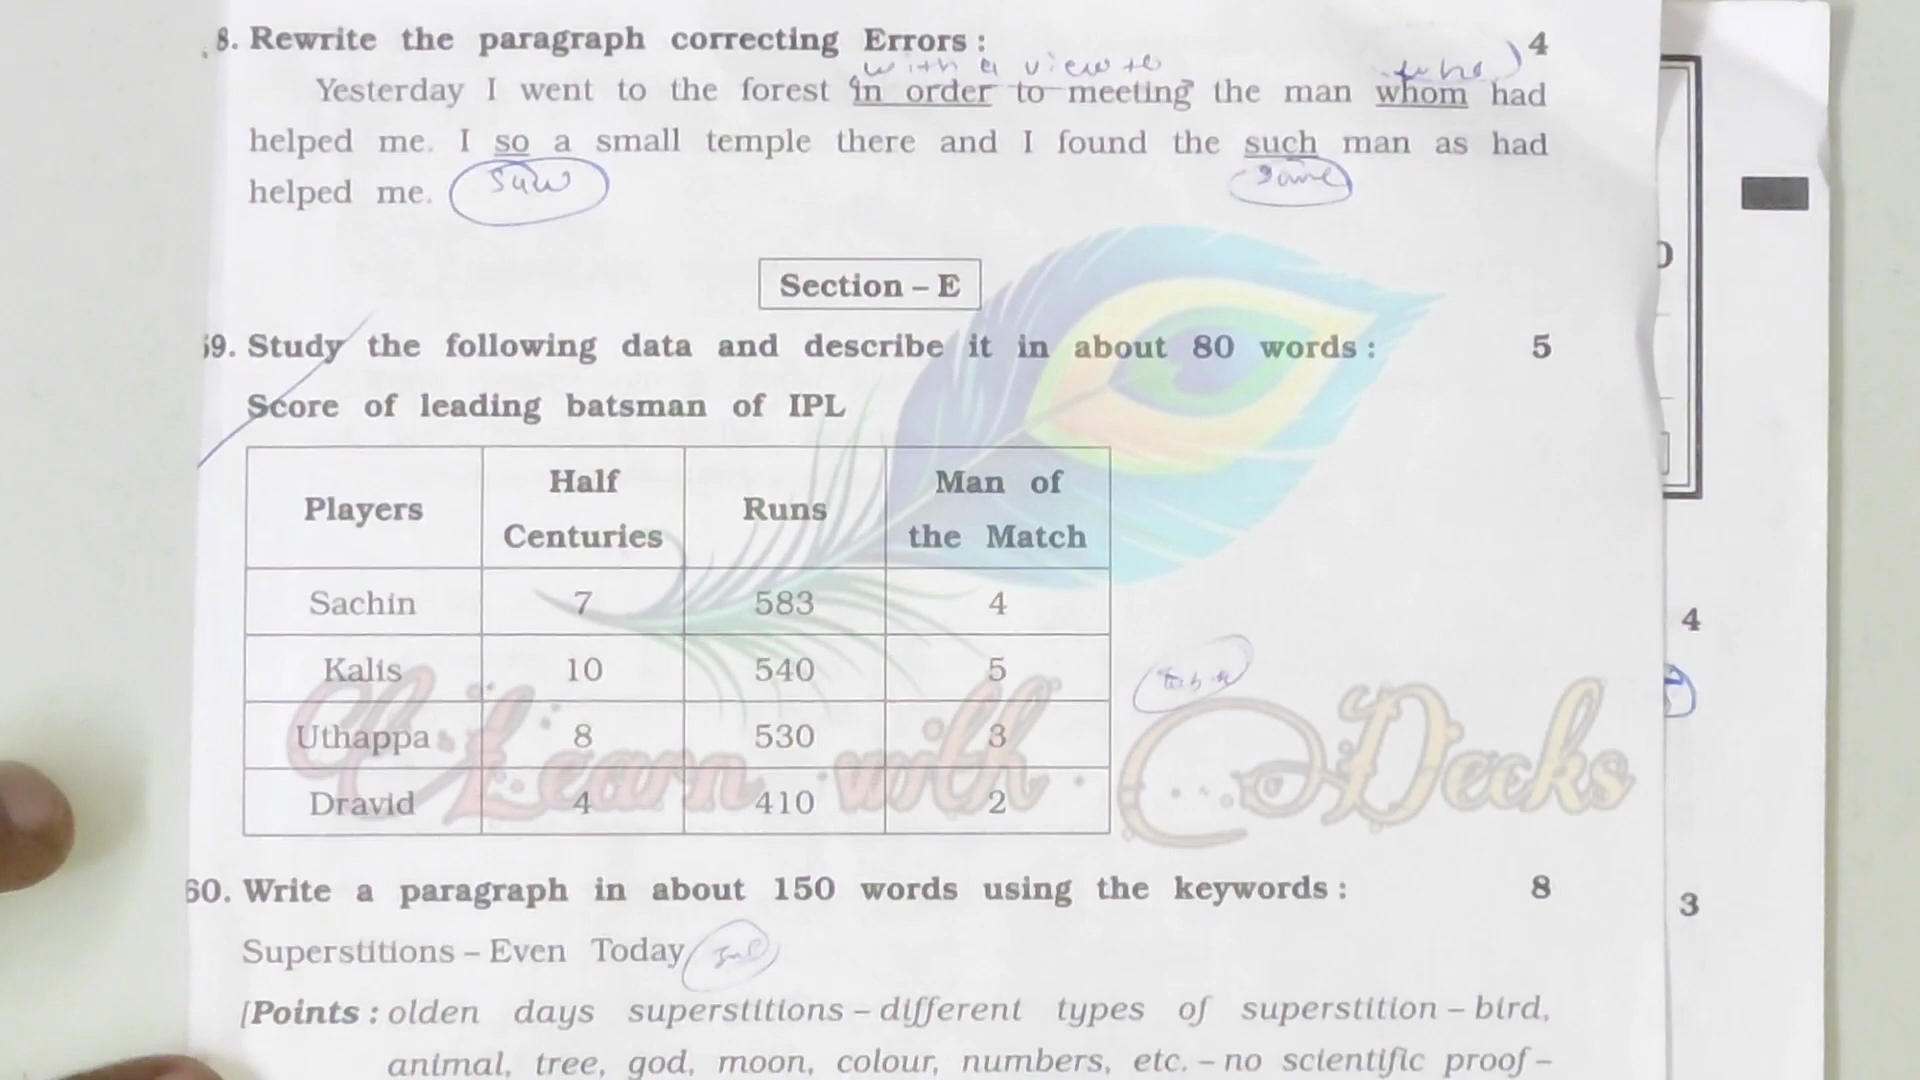 8. Rewrite the paragraph correcting Errors : 4
with a view to who
Yesterday I went to the forest in order to meeting the man whom had
helped me. I so a small temple there and I found the such man as had
helped me. saw same
Section – E
59. Study the following data and describe it in about 80 words : 5
Score of leading batsman of IPL
Players Half Centuries Runs Man of the Match
Sachin 7 583 4
Kalis 10 540 5
Uthappa 8 530 3
Dravid 4 410 2
Learn with Decks
60. Write a paragraph in about 150 words using the keywords : 8
Superstitions – Even Today
[Points : olden days superstitions – different types of superstition – bird,
animal, tree, god, moon, colour, numbers, etc. – no scientific proof –
4
3